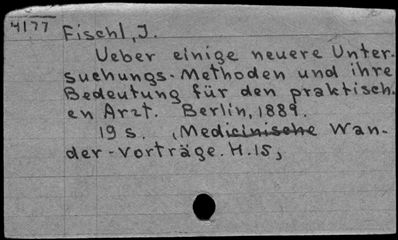 4177
Fischl, J.
Ueber einige neuere Unter-
suchungs-Methoden und ihre
Bedeutung für den praktisch-
en Arzt. Berlin, 1889.
19 s. (Medicinische Wan-
der-Vorträge. H. 15,